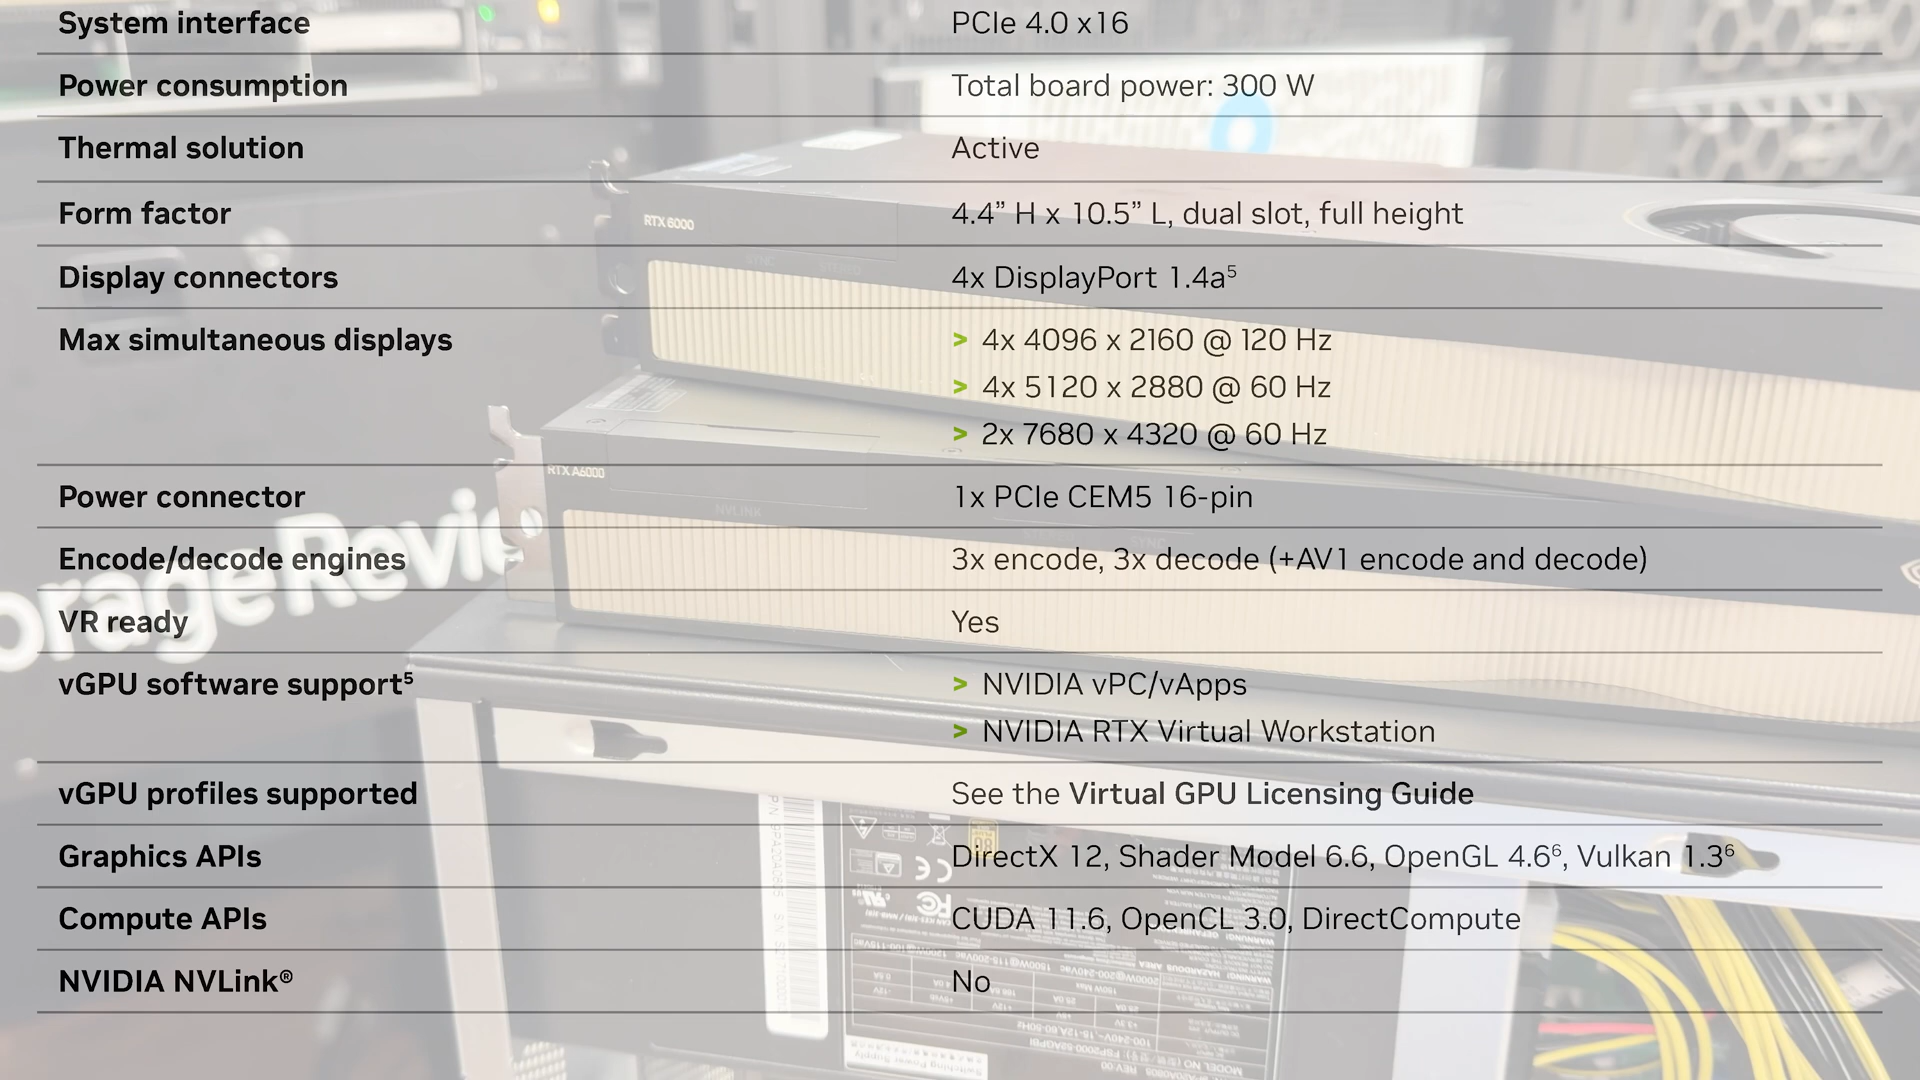 System interface PCIe 4.0 x16
Power consumption Total board power: 300 W
Thermal solution Active
Form factor 4.4” H x 10.5” L, dual slot, full height
RTX 6000
Display connectors 4x DisplayPort 1.4a⁵
Max simultaneous displays > 4x 4096 x 2160 @ 120 Hz
> 4x 5120 x 2880 @ 60 Hz
> 2x 7680 x 4320 @ 60 Hz
RTX A6000
Power connector 1x PCIe CEM5 16-pin
NVLINK
SYNC
Encode/decode engines 3x encode, 3x decode (+AV1 encode and decode)
orageRevie
VR ready Yes
vGPU software support⁵ > NVIDIA vPC/vApps
> NVIDIA RTX Virtual Workstation
vGPU profiles supported See the Virtual GPU Licensing Guide
Graphics APIs DirectX 12, Shader Model 6.6, OpenGL 4.6⁶, Vulkan 1.3⁶
Compute APIs CUDA 11.6, OpenCL 3.0, DirectCompute
NVIDIA NVLink® No
Switching Power Supply